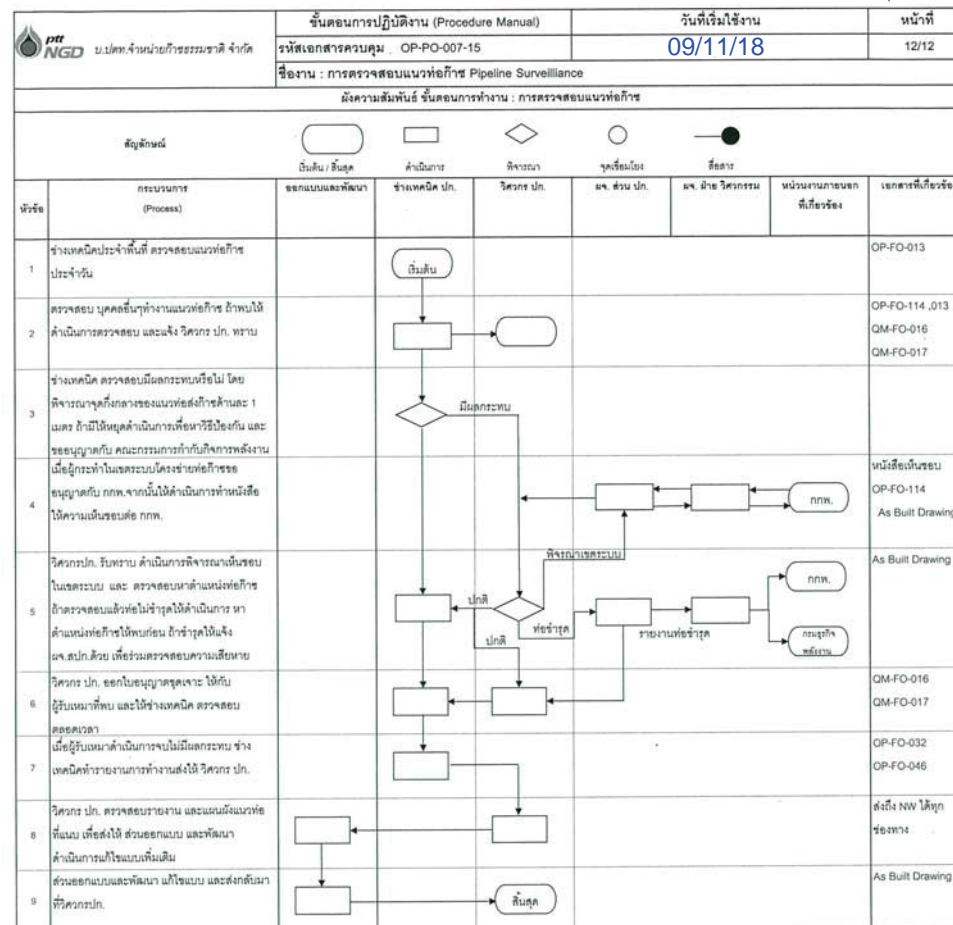 ptt
NGD บ.ปตท.จำหน่ายก๊าซธรรมชาติ จำกัด
ขั้นตอนการปฏิบัติงาน (Procedure Manual)
วันที่เริ่มใช้งาน
หน้าที่
รหัสเอกสารควบคุม OP-PO-007-15
09/11/18
12/12
ชื่องาน : การตรวจสอบแนวท่อก๊าซ Pipeline Surveilliance
ผังความสัมพันธ์ ขั้นตอนการทำงาน : การตรวจสอบแนวท่อก๊าซ
สัญลักษณ์
เริ่มต้น / สิ้นสุด
ดำเนินการ
พิจารณา
จุดเชื่อมโยง
สื่อสาร
หัวข้อ
กระบวนการ
(Process)
ออกแบบและพัฒนา
ช่างเทคนิค ปก.
วิศวกร ปก.
ผจ. ส่วน ปก.
ผจ. ฝ่าย วิศวกรรม
หน่วยงานภายนอก
ที่เกี่ยวข้อง
เอกสารที่เกี่ยวข้อ
1
ช่างเทคนิคประจำพื้นที่ ตรวจสอบแนวท่อก๊าซ
ประจำวัน
เริ่มต้น
OP-FO-013
2
ตรวจสอบ บุคคลอื่นๆทำงานแนวท่อก๊าซ ถ้าพบให้
ดำเนินการตรวจสอบ และแจ้ง วิศวกร ปก. ทราบ
OP-FO-114 ,013
QM-FO-016
QM-FO-017
3
ช่างเทคนิค ตรวจสอบมีผลกระทบหรือไม่ โดย
พิจารณาจุดกึ่งกลางของแนวท่อส่งก๊าซด้านละ 1
เมตร ถ้ามีให้หยุดดำเนินการเพื่อหาวิธีป้องกัน และ
ขออนุญาตกับ คณะกรรมการกำกับกิจการพลังงาน
มีผลกระทบ
4
เมื่อผู้กระทำในเขตระบบโครงข่ายท่อก๊าซขอ
อนุญาตกับ กกพ.จากนั้นให้ดำเนินการทำหนังสือ
ให้ความเห็นชอบต่อ กกพ.
กกพ.
หนังสือเห็นชอบ
OP-FO-114
As Built Drawing
พิจรณาเขตระบบ
5
วิศวกรปก. รับทราบ ดำเนินการพิจารณาเห็นชอบ
ในเขตระบบ และ ตรวจสอบหาตำแหน่งท่อก๊าซ
ถ้าตรวจสอบแล้วท่อไม่ชำรุดให้ดำเนินการ หา
ตำแหน่งท่อก๊าซให้พบก่อน ถ้าชำรุดให้แจ้ง
ผจ.สปก.ด้วย เพื่อร่วมตรวจสอบความเสียหาย
ปกติ
ปกติ
ท่อชำรุด
รายงานท่อชำรุด
กกพ.
กรมธุรกิจ
พลังงาน
As Built Drawing
6
วิศวกร ปก. ออกใบอนุญาตขุดเจาะ ให้กับ
ผู้รับเหมาที่พบ และให้ช่างเทคนิค ตรวจสอบ
ตลอดเวลา
QM-FO-016
QM-FO-017
7
เมื่อผู้รับเหมาดำเนินการจบไม่มีผลกระทบ ช่าง
เทคนิคทำรายงานการทำงานส่งให้ วิศวกร ปก.
OP-FO-032
OP-FO-046
8
วิศวกร ปก. ตรวจสอบรายงาน และแผนผังแนวท่อ
ที่แนบ เพื่อส่งให้ ส่วนออกแบบ และพัฒนา
ดำเนินการแก้ไขแบบเพิ่มเติม
ส่งถึง NW ได้ทุก
ช่องทาง
9
ส่วนออกแบบและพัฒนา แก้ไขแบบ และส่งกลับมา
ที่วิศวกรปก.
สิ้นสุด
As Built Drawing